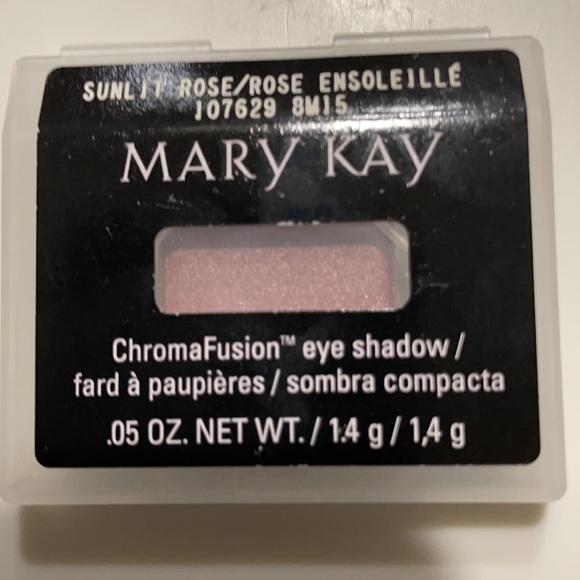 SUNLIT ROSE/ROSE ENSOLEILLÉ
107629 8M15
MARY KAY
ChromaFusion™ eye shadow /
fard à paupières / sombra compacta
.05 OZ. NET WT. / 1.4 g / 1,4 g